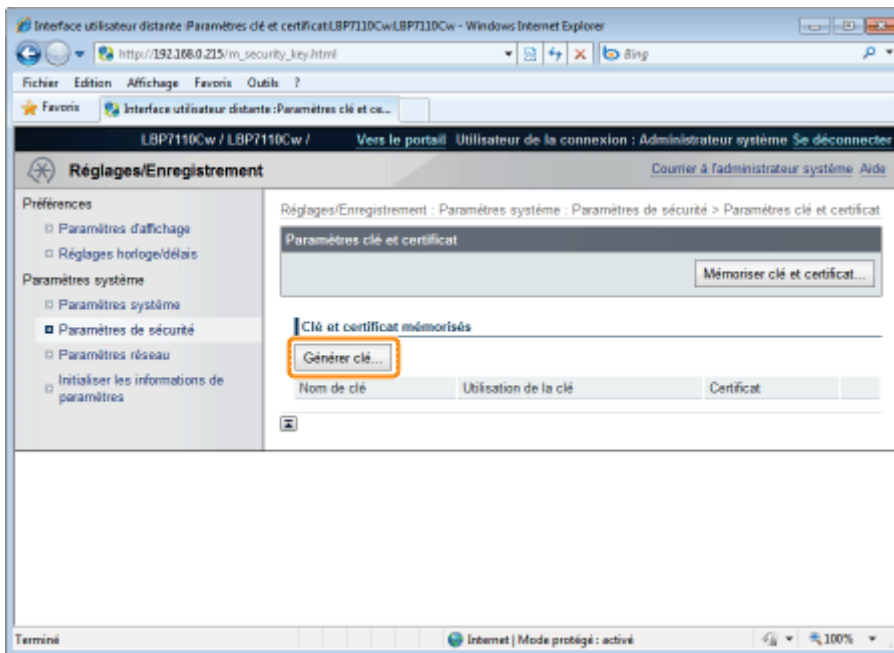 Interface utilisateur distante :Paramètres clé et certificat:LBP7110Cw:LBP7110Cw - Windows Internet Explorer
http://192.168.0.215/m_security_key.html
Bing
Fichier Edition Affichage Favoris Outils ?
Favoris Interface utilisateur distante :Paramètres clé et ce...
LBP7110Cw / LBP7110Cw / Vers le portail Utilisateur de la connexion : Administrateur système Se déconnecter
Réglages/Enregistrement Courrier à l'administrateur système Aide
Préférences
Paramètres d'affichage
Réglages horloge/délais
Paramètres système
Paramètres système
Paramètres de sécurité
Paramètres réseau
Initialiser les informations de
paramètres
Réglages/Enregistrement : Paramètres système : Paramètres de sécurité > Paramètres clé et certificat
Paramètres clé et certificat
Mémoriser clé et certificat...
Clé et certificat mémorisés
Générer clé...
Nom de clé Utilisation de la clé Certificat
Terminé Internet | Mode protégé : activé 100%